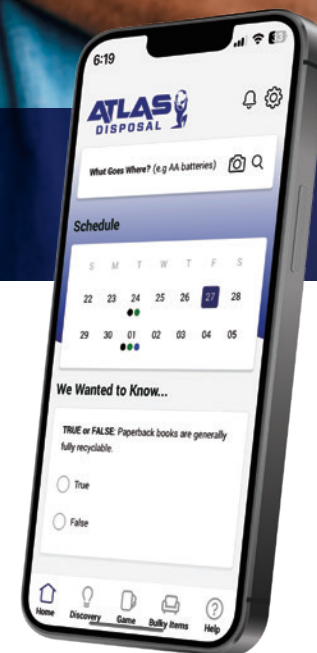 6:19
ATLAS
DISPOSAL
What Goes Where? (e.g AA batteries)
Schedule
S M T W T F S
22 23 24 25 26 27 28
29 30 01 02 03 04 05
We Wanted to Know...
TRUE or FALSE: Paperback books are generally
fully recyclable.
True
False
Home Discovery Game Bulky Items Help